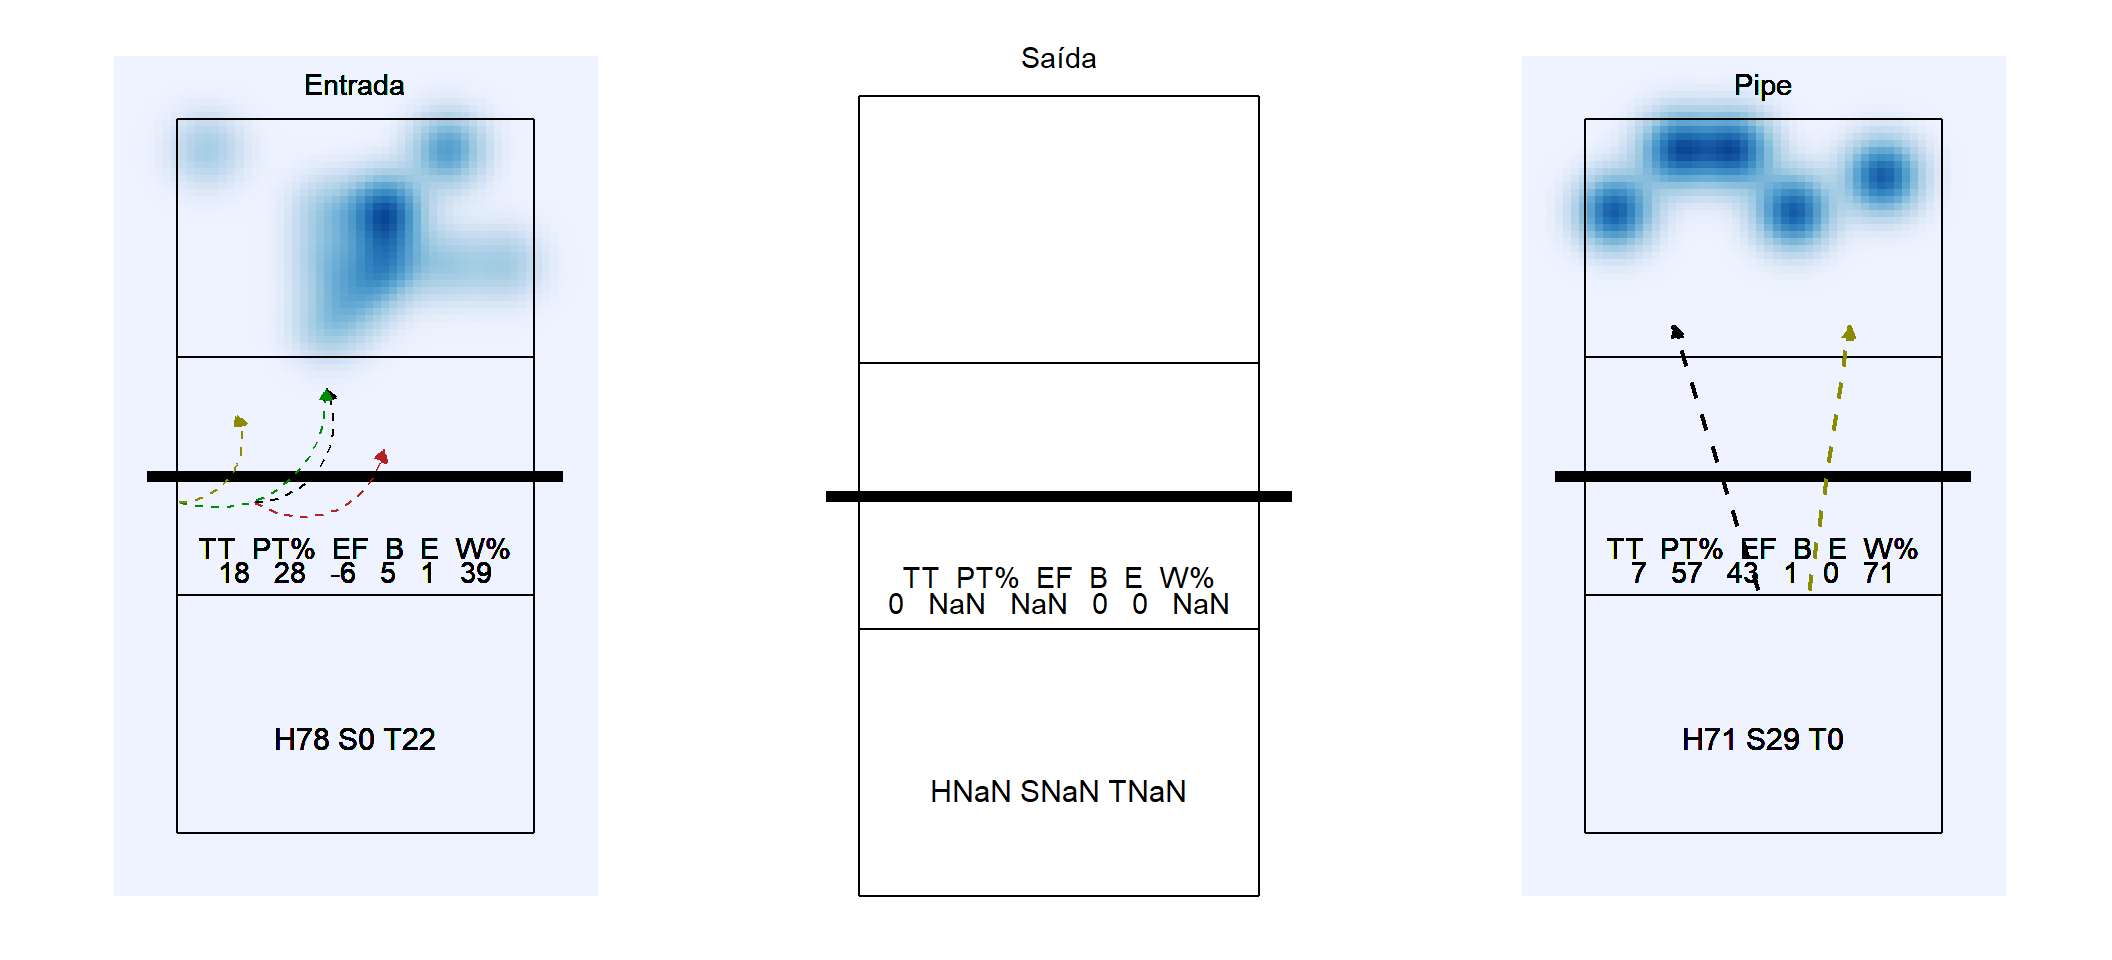 Entrada
TT PT% EF B E W%
18 28 -6 5 1 39
H78 S0 T22
Saída
TT PT% EF B E W%
0 NaN NaN 0 0 NaN
HNaN SNaN TNaN
Pipe
TT PT% EF B E W%
7 57 43 1 0 71
H71 S29 T0